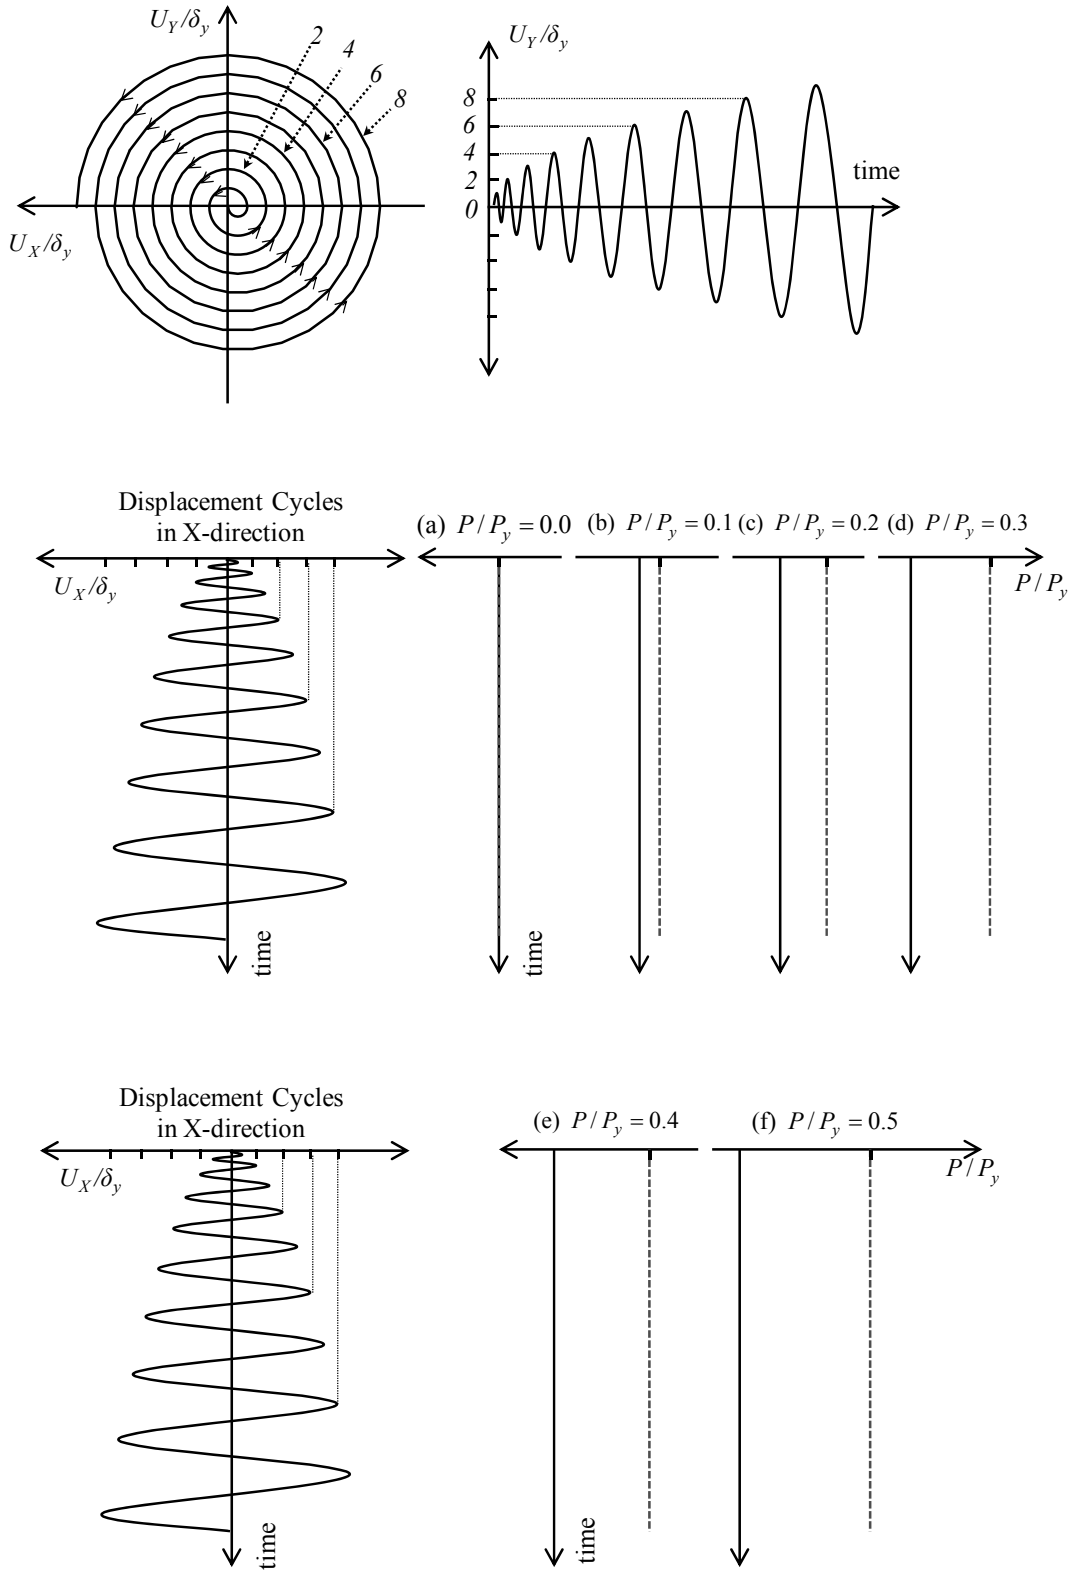 U_Y/δ_y
2
4
6
8
U_X/δ_y
U_Y/δ_y
8
6
4
2
0
time
Displacement Cycles
in X-direction
U_X/δ_y
time
(a) P/P_y = 0.0
(b) P/P_y = 0.1
(c) P/P_y = 0.2
(d) P/P_y = 0.3
P/P_y
time
Displacement Cycles
in X-direction
U_X/δ_y
time
(e) P/P_y = 0.4
(f) P/P_y = 0.5
P/P_y
time